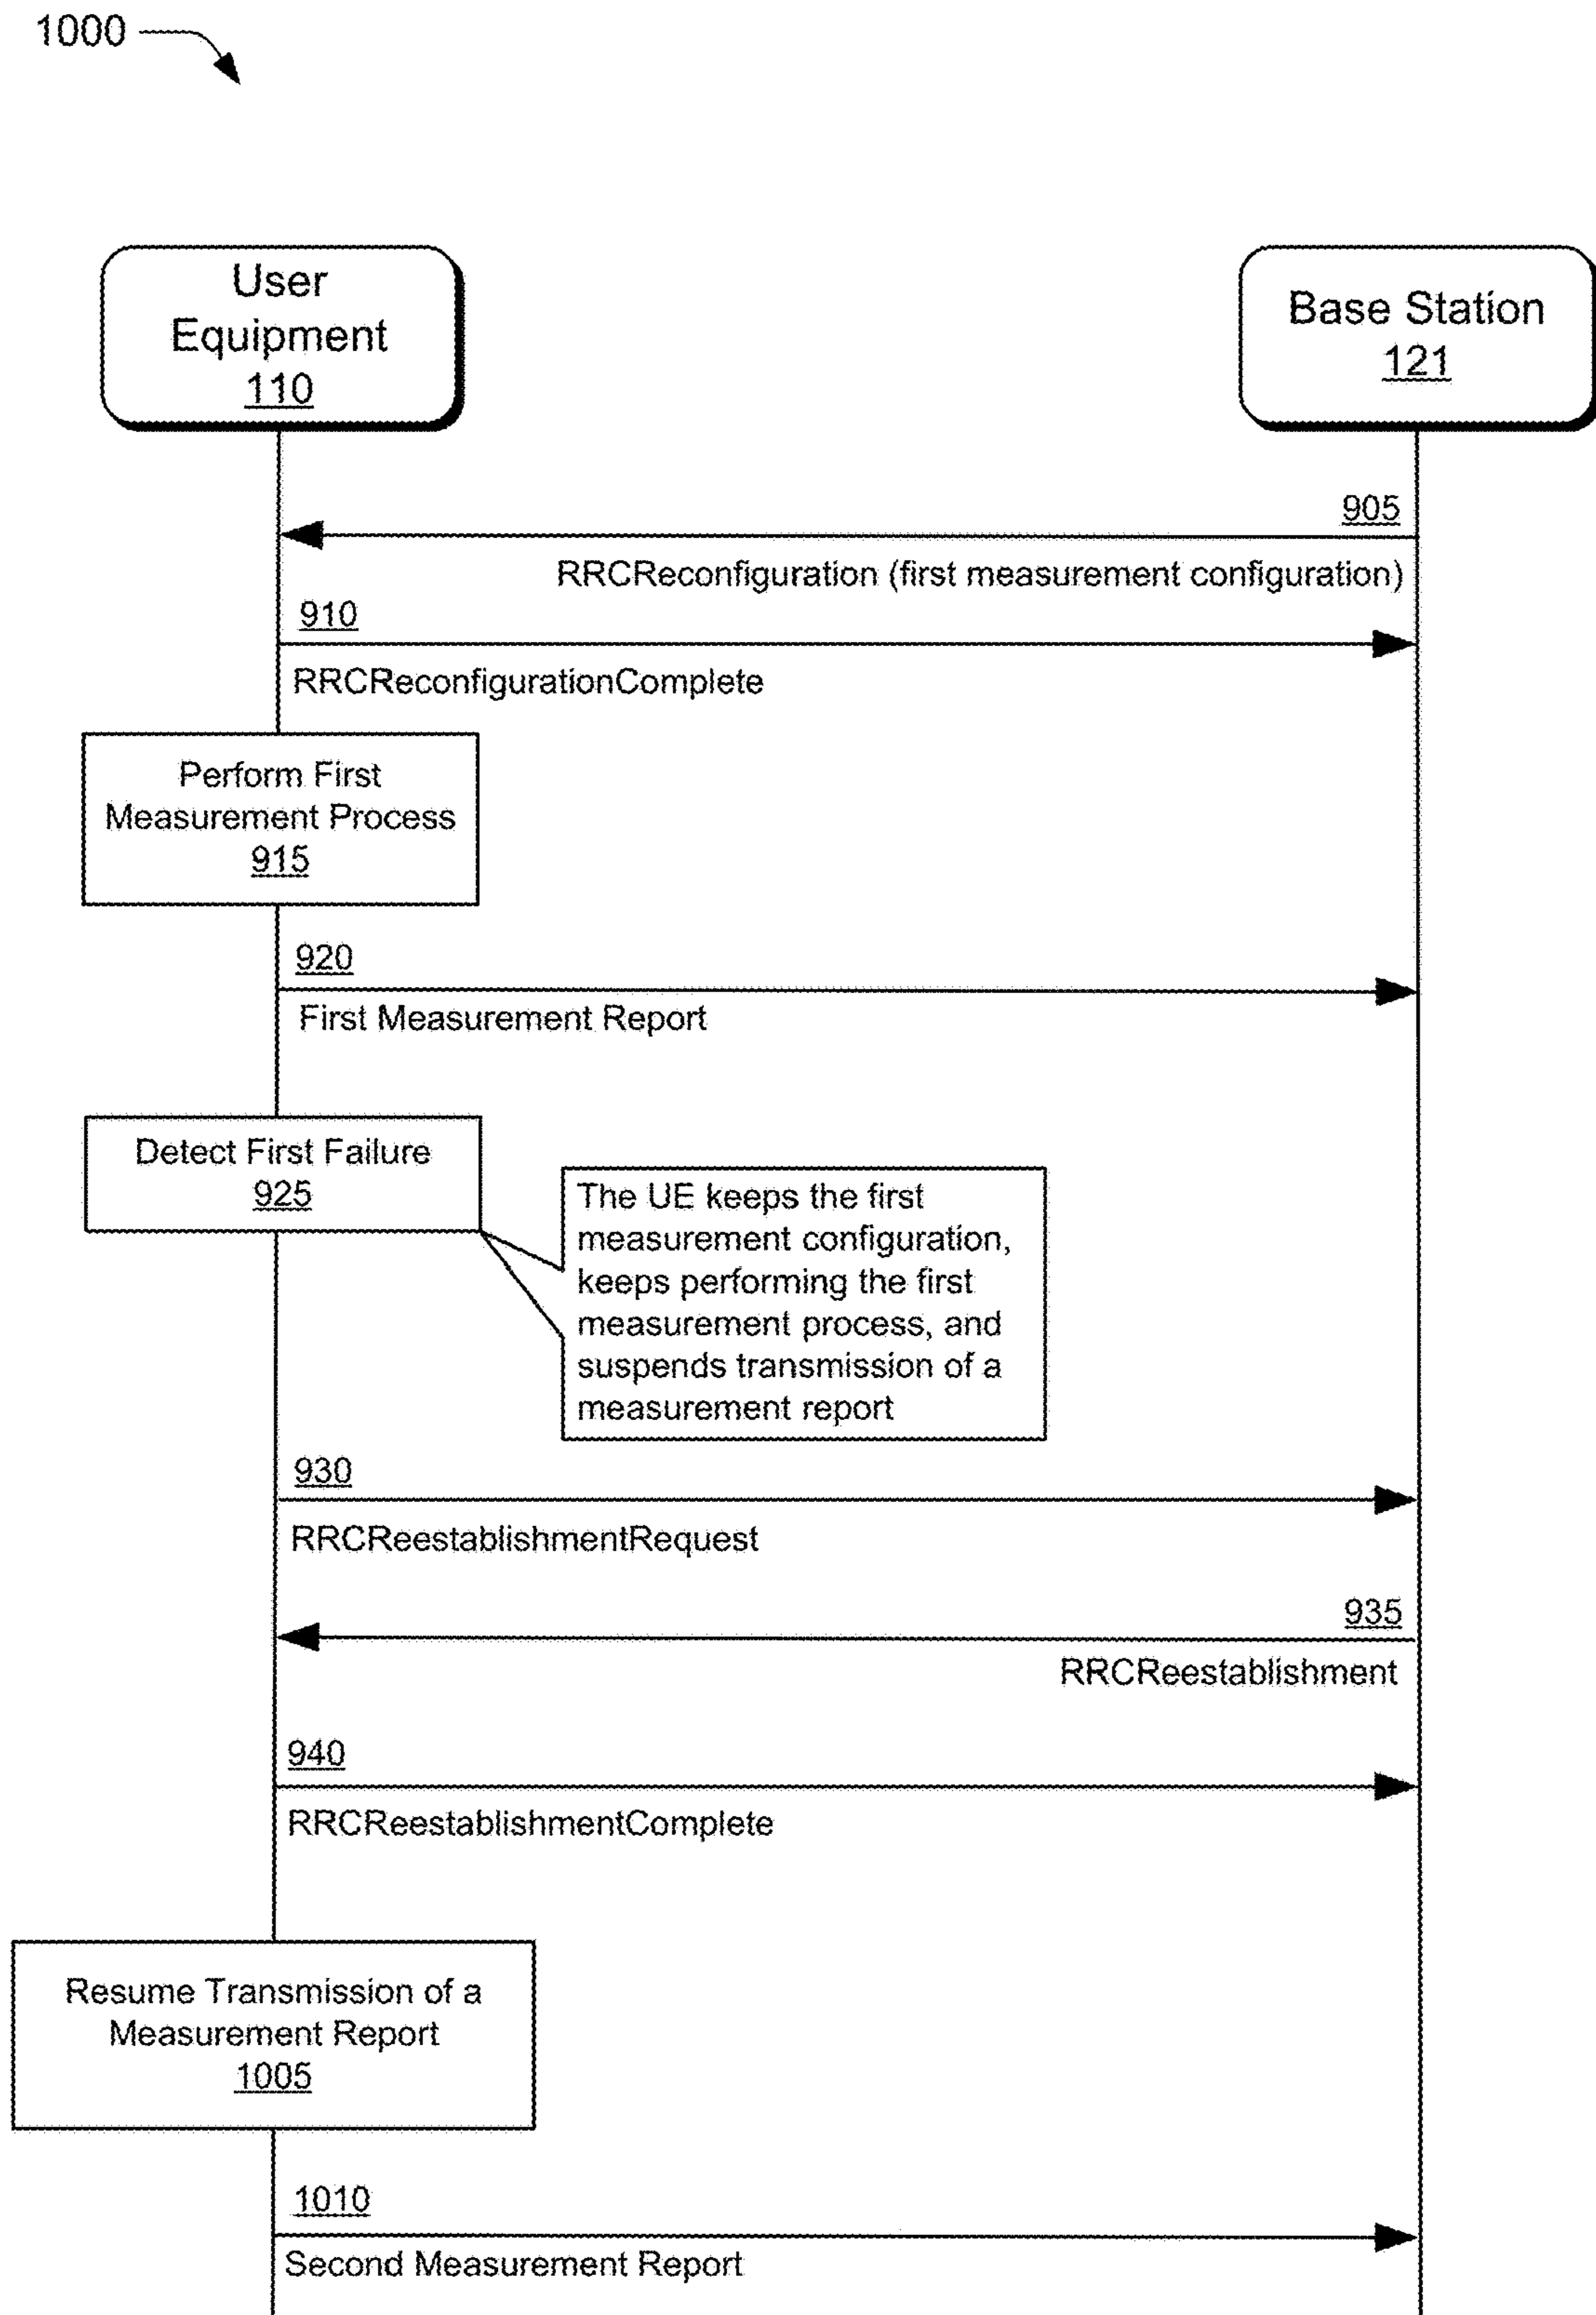 1000
User
Equipment
110
Base Station
121
905
RRCReconfiguration (first measurement configuration)
910
RRCReconfigurationComplete
Perform First
Measurement Process
915
920
First Measurement Report
Detect First Failure
925
The UE keeps the first
measurement configuration,
keeps performing the first
measurement process, and
suspends transmission of a
measurement report
930
RRCReestablishmentRequest
935
RRCReestablishment
940
RRCReestablishmentComplete
Resume Transmission of a
Measurement Report
1005
1010
Second Measurement Report